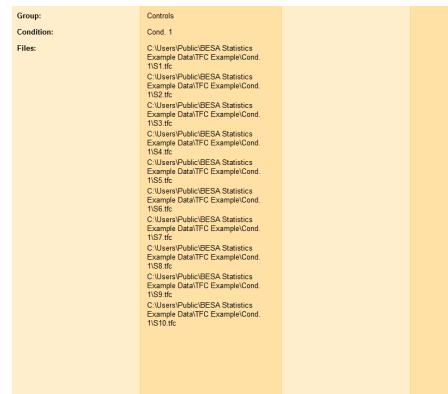 Group: Controls
Condition: Cond. 1
Files: C:\Users\Public\BESA Statistics
Example Data\TFC Example\Cond.
1\S1.tfc
C:\Users\Public\BESA Statistics
Example Data\TFC Example\Cond.
1\S2.tfc
C:\Users\Public\BESA Statistics
Example Data\TFC Example\Cond.
1\S3.tfc
C:\Users\Public\BESA Statistics
Example Data\TFC Example\Cond.
1\S4.tfc
C:\Users\Public\BESA Statistics
Example Data\TFC Example\Cond.
1\S5.tfc
C:\Users\Public\BESA Statistics
Example Data\TFC Example\Cond.
1\S6.tfc
C:\Users\Public\BESA Statistics
Example Data\TFC Example\Cond.
1\S7.tfc
C:\Users\Public\BESA Statistics
Example Data\TFC Example\Cond.
1\S8.tfc
C:\Users\Public\BESA Statistics
Example Data\TFC Example\Cond.
1\S9.tfc
C:\Users\Public\BESA Statistics
Example Data\TFC Example\Cond.
1\S10.tfc